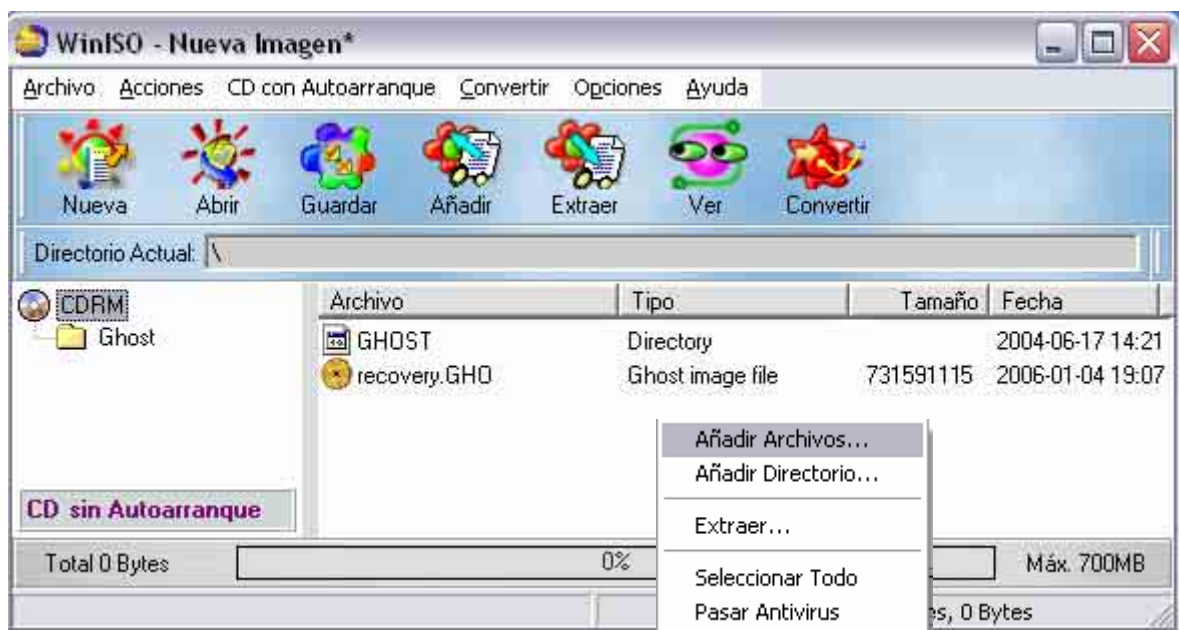 WinISO - Nueva Imagen*
Archivo Acciones CD con Autoarranque Convertir Opciones Ayuda
Nueva Abrir Guardar Añadir Extraer Ver Convertir
Directorio Actual: \
CDRM
Ghost
Archivo Tipo Tamaño Fecha
GHOST Directory 2004-06-17 14:21
recovery.GHO Ghost image file 731591115 2006-01-04 19:07
Añadir Archivos...
Añadir Directorio...
Extraer...
Seleccionar Todo
Pasar Antivirus
CD sin Autoarranque
Total 0 Bytes 0% Máx. 700MB
0 Bytes